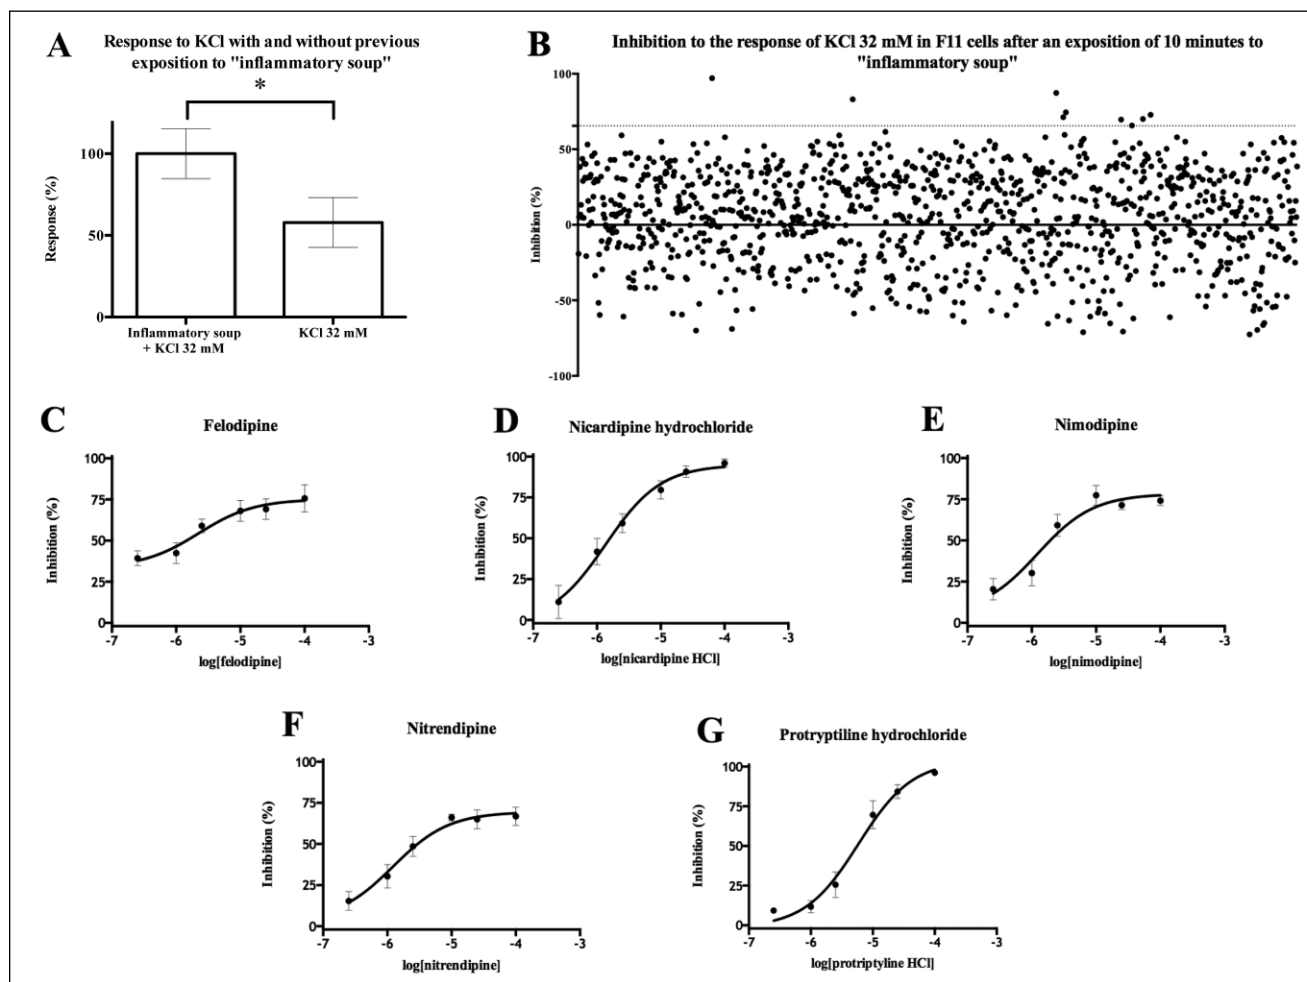 A
Response to KCl with and without previous
exposition to "inflammatory soup"
*
Response (%)
100
50
0
Inflammatory soup
+ KCl 32 mM
KCl 32 mM
B
Inhibition to the response of KCl 32 mM in F11 cells after an exposition of 10 minutes to
"inflammatory soup"
Inhibition (%)
100
50
0
-50
-100
C
Felodipine
Inhibition (%)
100
75
50
25
0
-7 -6 -5 -4 -3
log[felodipine]
D
Nicardipine hydrochloride
Inhibition (%)
100
75
50
25
0
-7 -6 -5 -4 -3
log[nicardipine HCl]
E
Nimodipine
Inhibition (%)
100
75
50
25
0
-7 -6 -5 -4 -3
log[nimodipine]
F
Nitrendipine
Inhibition (%)
100
75
50
25
0
-7 -6 -5 -4 -3
log[nitrendipine]
G
Protryptiline hydrochloride
Inhibition (%)
100
75
50
25
0
-7 -6 -5 -4 -3
log[protriptyline HCl]